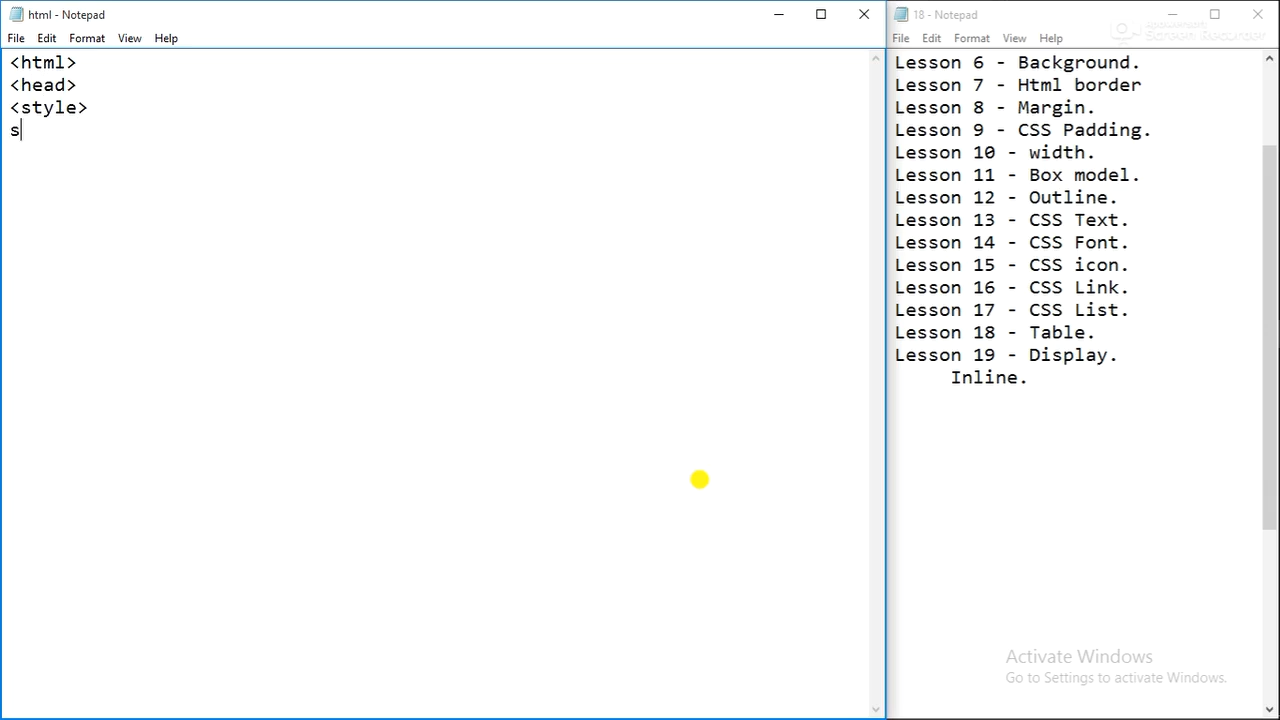 html - Notepad
File Edit Format View Help
<html>
<head>
<style>
s
18 - Notepad
File Edit Format View Help
Screen Recorder
Lesson 6 - Background.
Lesson 7 - Html border
Lesson 8 - Margin.
Lesson 9 - CSS Padding.
Lesson 10 - width.
Lesson 11 - Box model.
Lesson 12 - Outline.
Lesson 13 - CSS Text.
Lesson 14 - CSS Font.
Lesson 15 - CSS icon.
Lesson 16 - CSS Link.
Lesson 17 - CSS List.
Lesson 18 - Table.
Lesson 19 - Display.
Inline.
Activate Windows
Go to Settings to activate Windows.